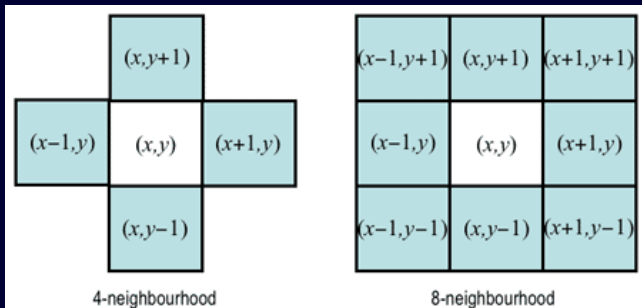 (x,y+1)
(x−1,y) (x,y) (x+1,y)
(x,y−1)
4-neighbourhood
(x−1,y+1) (x,y+1) (x+1,y+1)
(x−1,y) (x,y) (x+1,y)
(x−1,y−1) (x,y−1) (x+1,y−1)
8-neighbourhood